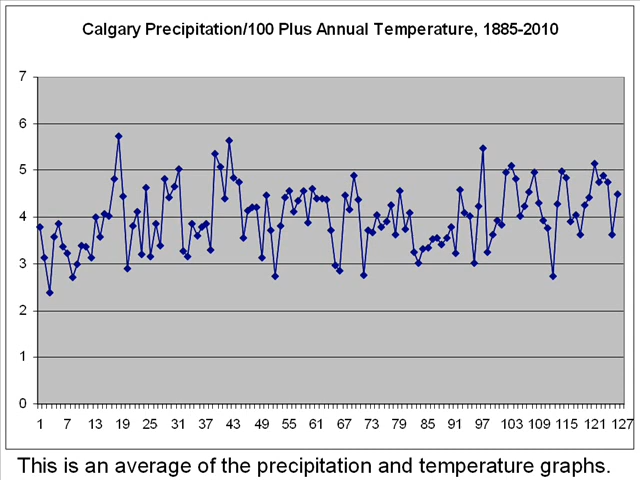 Calgary Precipitation/100 Plus Annual Temperature, 1885-2010
7
6
5
4
3
2
1
0
1 7 13 19 25 31 37 43 49 55 61 67 73 79 85 91 97 103 109 115 121 127
This is an average of the precipitation and temperature graphs.